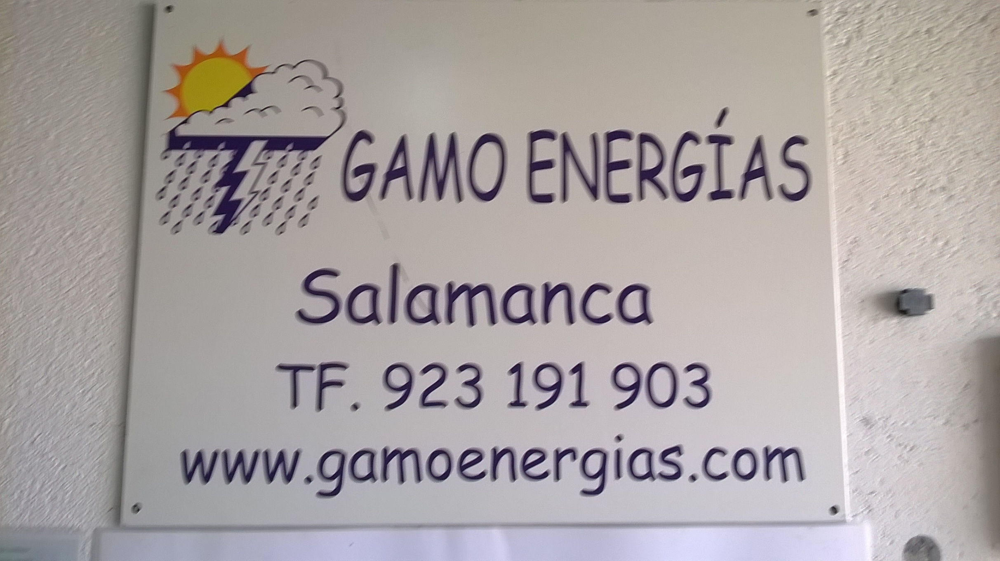 GAMO ENERGÍAS
Salamanca
TF. 923 191 903
www.gamoenergias.com